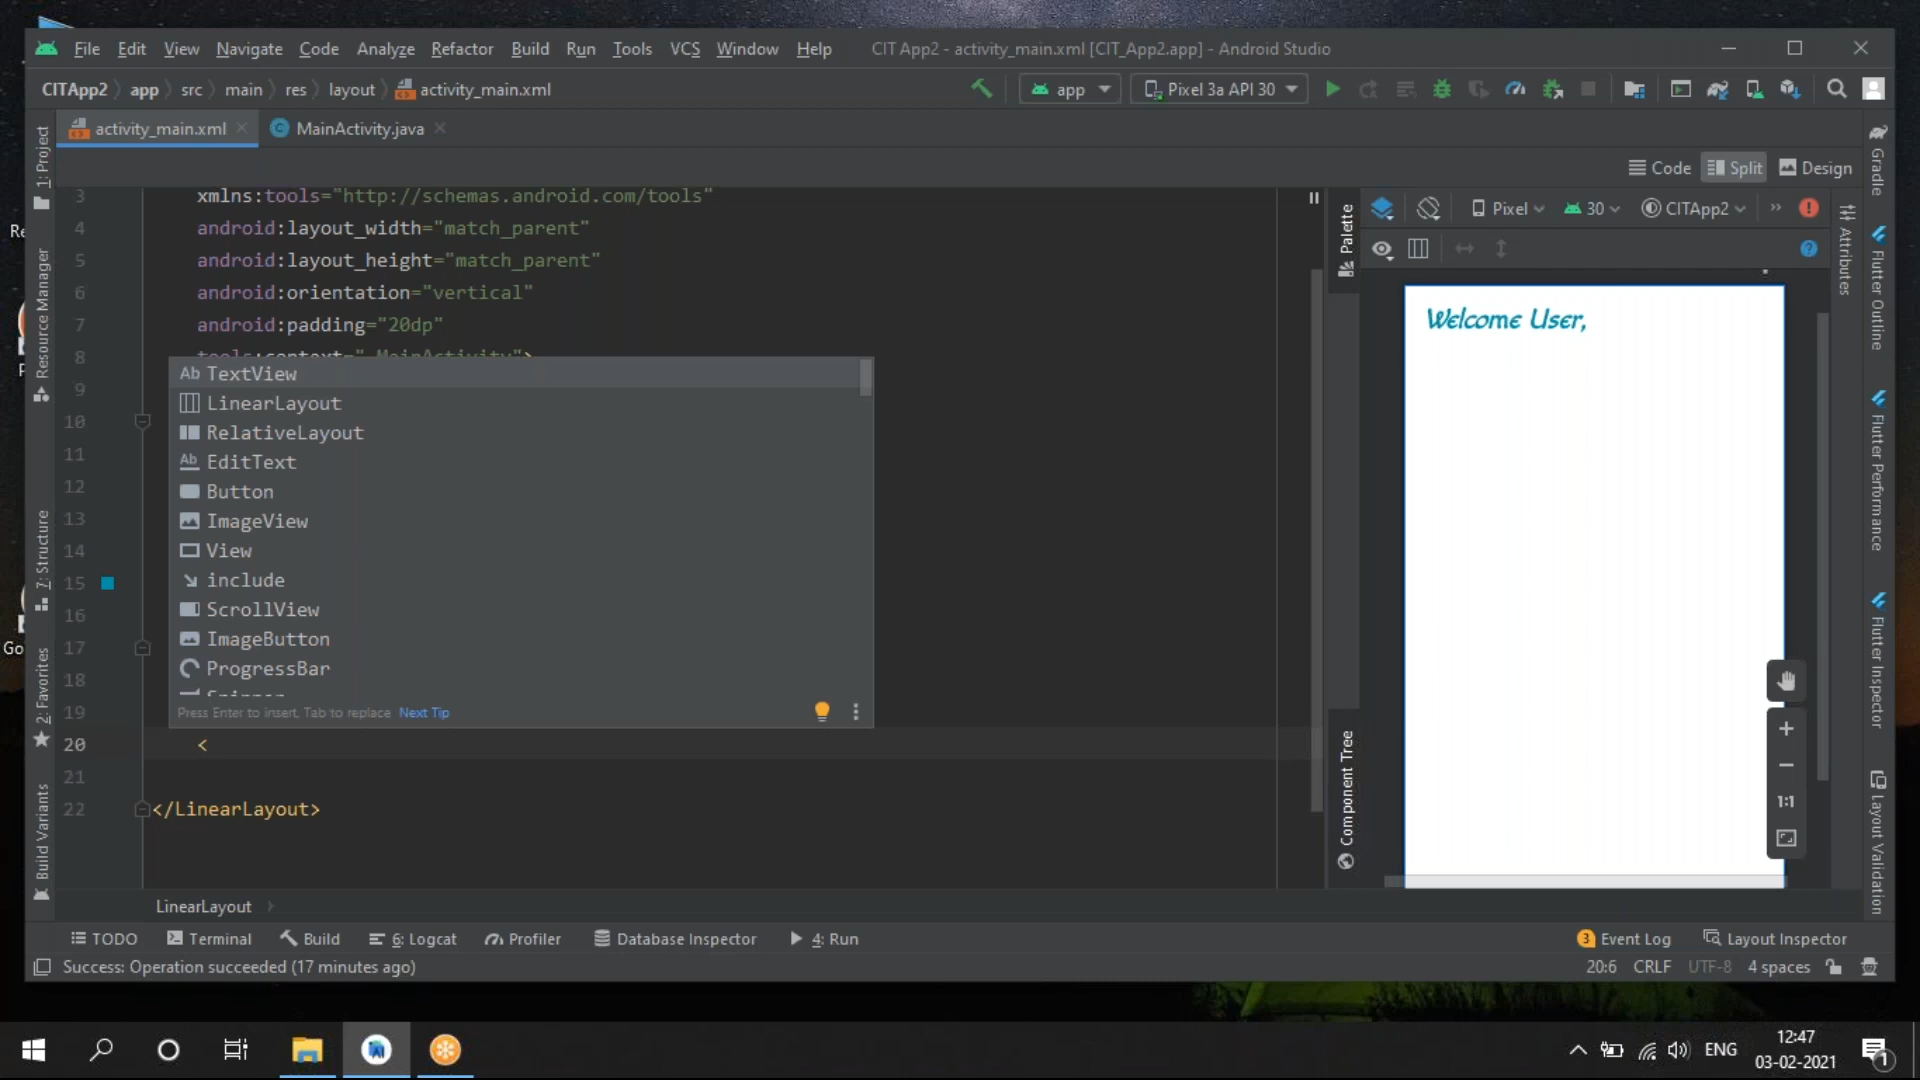 File Edit View Navigate Code Analyze Refactor Build Run Tools VCS Window Help CIT App2 - activity_main.xml [CIT_App2.app] - Android Studio
CITApp2 app src main res layout activity_main.xml app Pixel 3a API 30
activity_main.xml MainActivity.java
Code Split Design
1: Project
Resource Manager
7: Structure
2: Favorites
Build Variants
3 xmlns:tools="http://schemas.android.com/tools"
4 android:layout_width="match_parent"
5 android:layout_height="match_parent"
6 android:orientation="vertical"
7 android:padding="20dp"
8 tools:context=".MainActivity">
9
10
11
12
13
14
15
16
17
18
19
20 <
21
22 </LinearLayout>
Ab TextView
LinearLayout
RelativeLayout
Ab EditText
Button
ImageView
View
include
ScrollView
ImageButton
ProgressBar
Spinner
Press Enter to insert, Tab to replace Next Tip
Palette
Component Tree
Pixel 30 CITApp2 »
Welcome User,
1:1
Attributes
Gradle
Flutter Outline
Flutter Performance
Flutter Inspector
Layout Validation
LinearLayout
TODO Terminal Build 6: Logcat Profiler Database Inspector 4: Run 3 Event Log Layout Inspector
Success: Operation succeeded (17 minutes ago) 20:6 CRLF UTF-8 4 spaces
Re
Go
ENG
12:47
03-02-2021
1